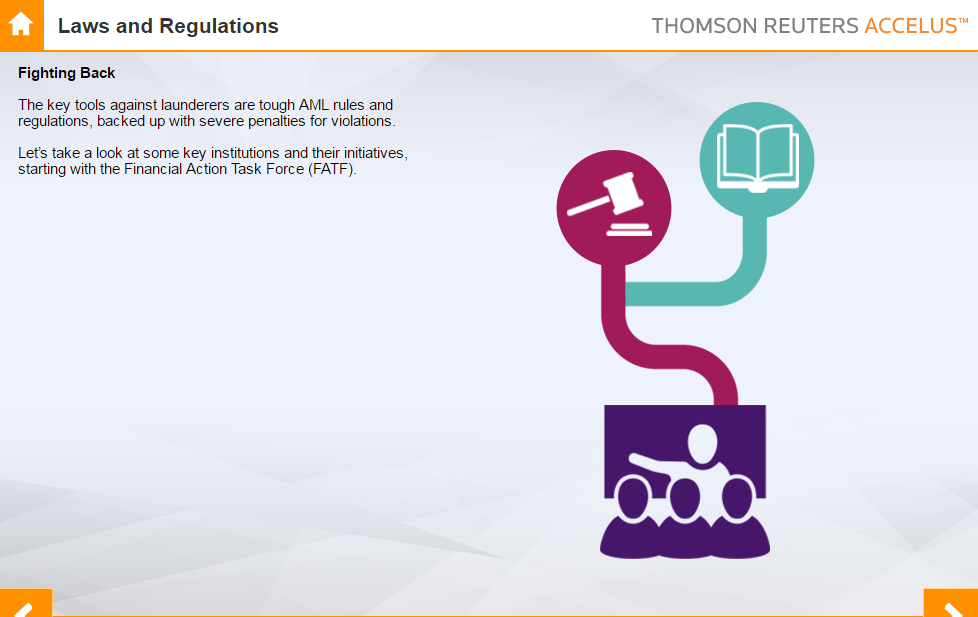 Laws and Regulations
THOMSON REUTERS ACCELUS™
Fighting Back
The key tools against launderers are tough AML rules and
regulations, backed up with severe penalties for violations.
Let's take a look at some key institutions and their initiatives,
starting with the Financial Action Task Force (FATF).